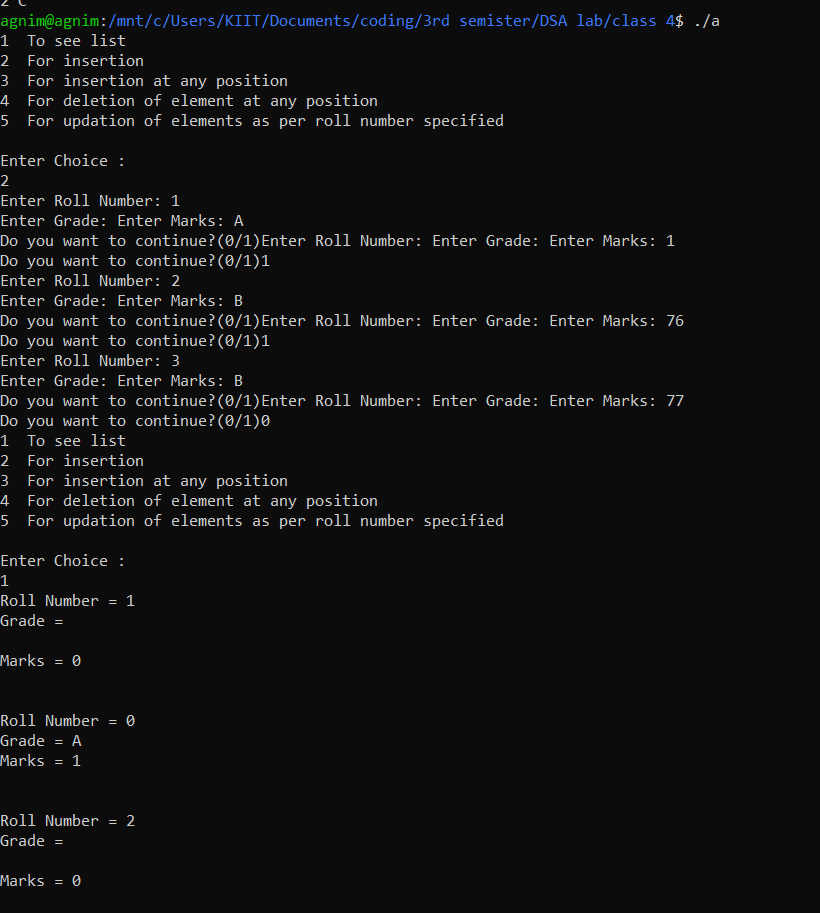 2 C
agnim@agnim:/mnt/c/Users/KIIT/Documents/coding/3rd semister/DSA lab/class 4$ ./a
1  To see list
2  For insertion
3  For insertion at any position
4  For deletion of element at any position
5  For updation of elements as per roll number specified
Enter Choice :
2
Enter Roll Number: 1
Enter Grade: Enter Marks: A
Do you want to continue?(0/1)Enter Roll Number: Enter Grade: Enter Marks: 1
Do you want to continue?(0/1)1
Enter Roll Number: 2
Enter Grade: Enter Marks: B
Do you want to continue?(0/1)Enter Roll Number: Enter Grade: Enter Marks: 76
Do you want to continue?(0/1)1
Enter Roll Number: 3
Enter Grade: Enter Marks: B
Do you want to continue?(0/1)Enter Roll Number: Enter Grade: Enter Marks: 77
Do you want to continue?(0/1)0
1  To see list
2  For insertion
3  For insertion at any position
4  For deletion of element at any position
5  For updation of elements as per roll number specified
Enter Choice :
1
Roll Number = 1
Grade =
Marks = 0
Roll Number = 0
Grade = A
Marks = 1
Roll Number = 2
Grade =
Marks = 0